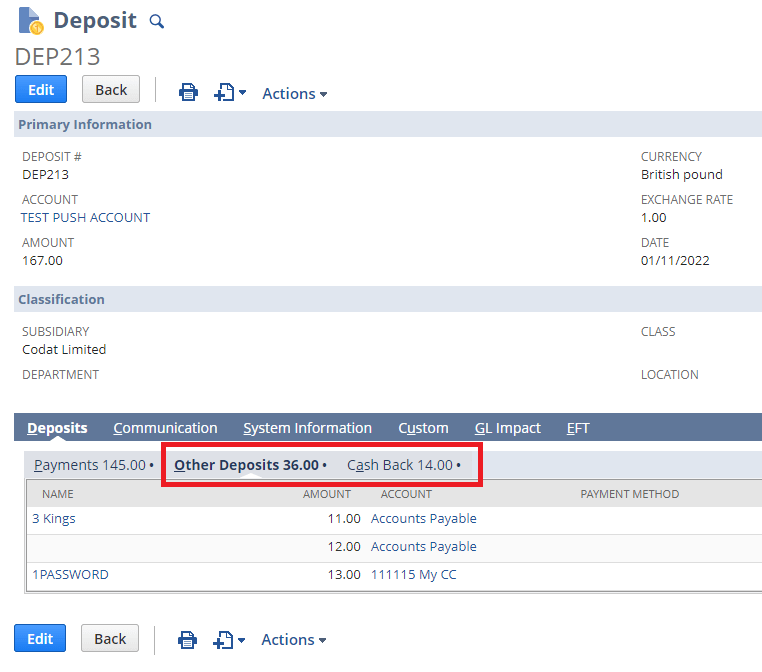 Deposit
DEP213
Edit Back Actions
Primary Information
DEPOSIT # CURRENCY
DEP213 British pound
ACCOUNT EXCHANGE RATE
TEST PUSH ACCOUNT 1.00
AMOUNT DATE
167.00 01/11/2022
Classification
SUBSIDIARY CLASS
Codat Limited
DEPARTMENT LOCATION
Deposits Communication System Information Custom GL Impact EFT
Payments 145.00 • Other Deposits 36.00 • Cash Back 14.00 •
NAME AMOUNT ACCOUNT PAYMENT METHOD
3 Kings 11.00 Accounts Payable
12.00 Accounts Payable
1PASSWORD 13.00 111115 My CC
Edit Back Actions